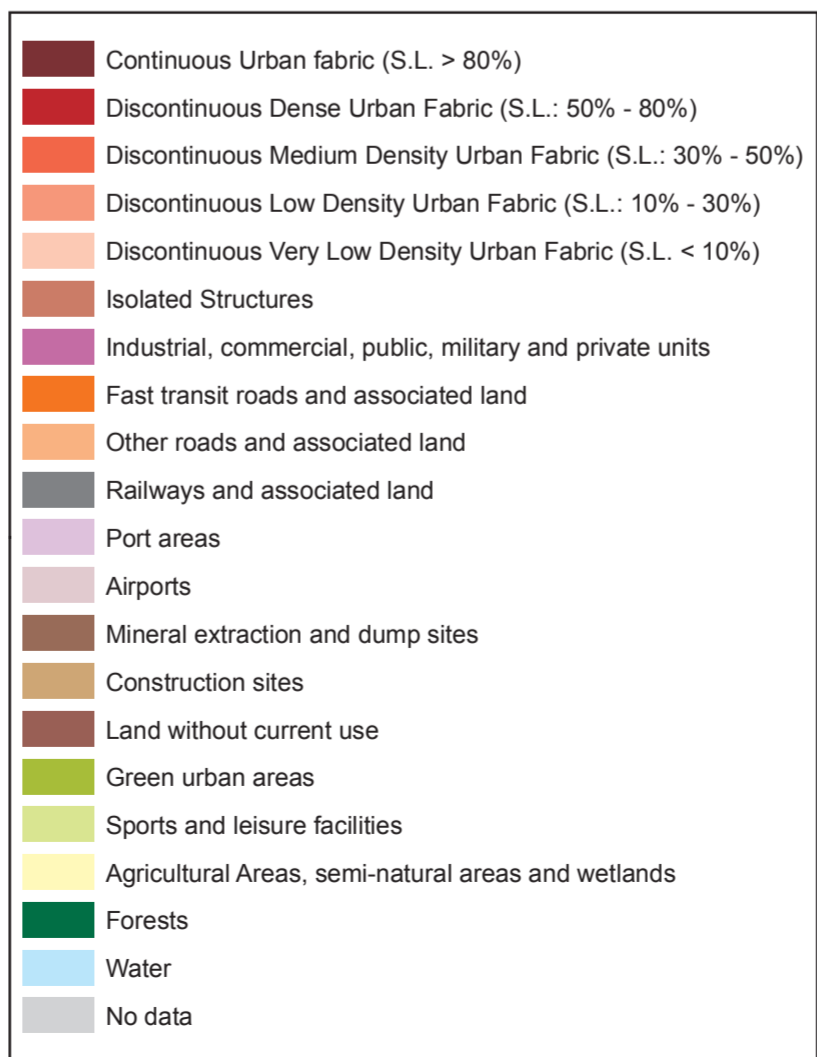 Continuous Urban fabric (S.L. > 80%)
Discontinuous Dense Urban Fabric (S.L.: 50% - 80%)
Discontinuous Medium Density Urban Fabric (S.L.: 30% - 50%)
Discontinuous Low Density Urban Fabric (S.L.: 10% - 30%)
Discontinuous Very Low Density Urban Fabric (S.L. < 10%)
Isolated Structures
Industrial, commercial, public, military and private units
Fast transit roads and associated land
Other roads and associated land
Railways and associated land
Port areas
Airports
Mineral extraction and dump sites
Construction sites
Land without current use
Green urban areas
Sports and leisure facilities
Agricultural Areas, semi-natural areas and wetlands
Forests
Water
No data